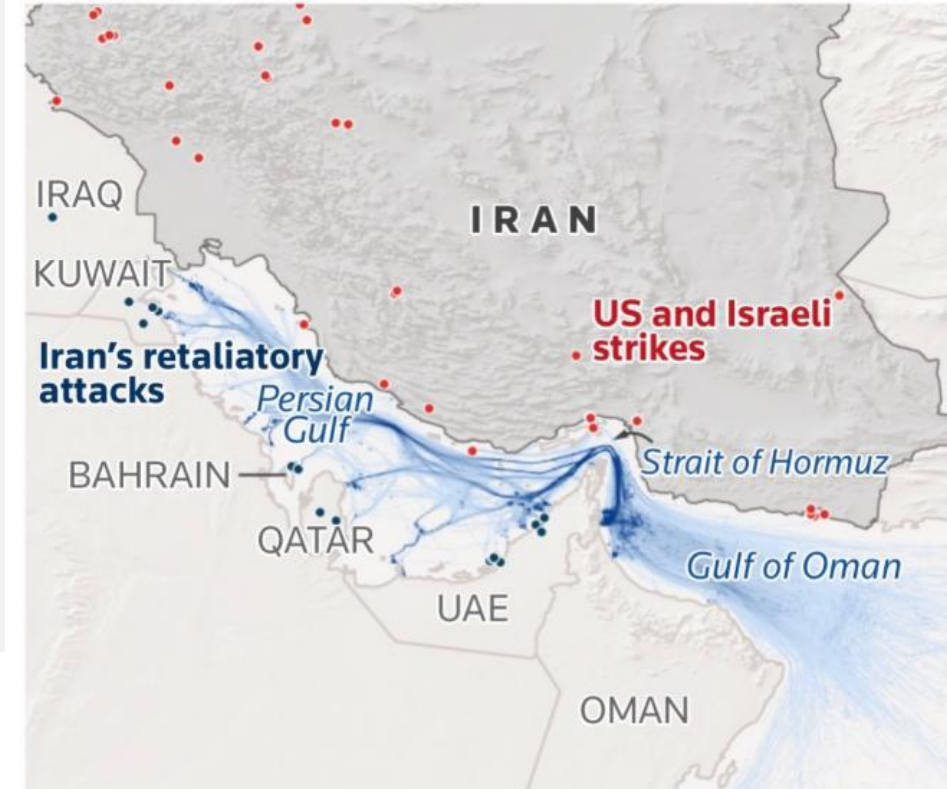 IRAQ
IRAN
KUWAIT
US and Israeli
strikes
Iran's retaliatory
attacks
Persian
Gulf
BAHRAIN
Strait of Hormuz
QATAR
Gulf of Oman
UAE
OMAN